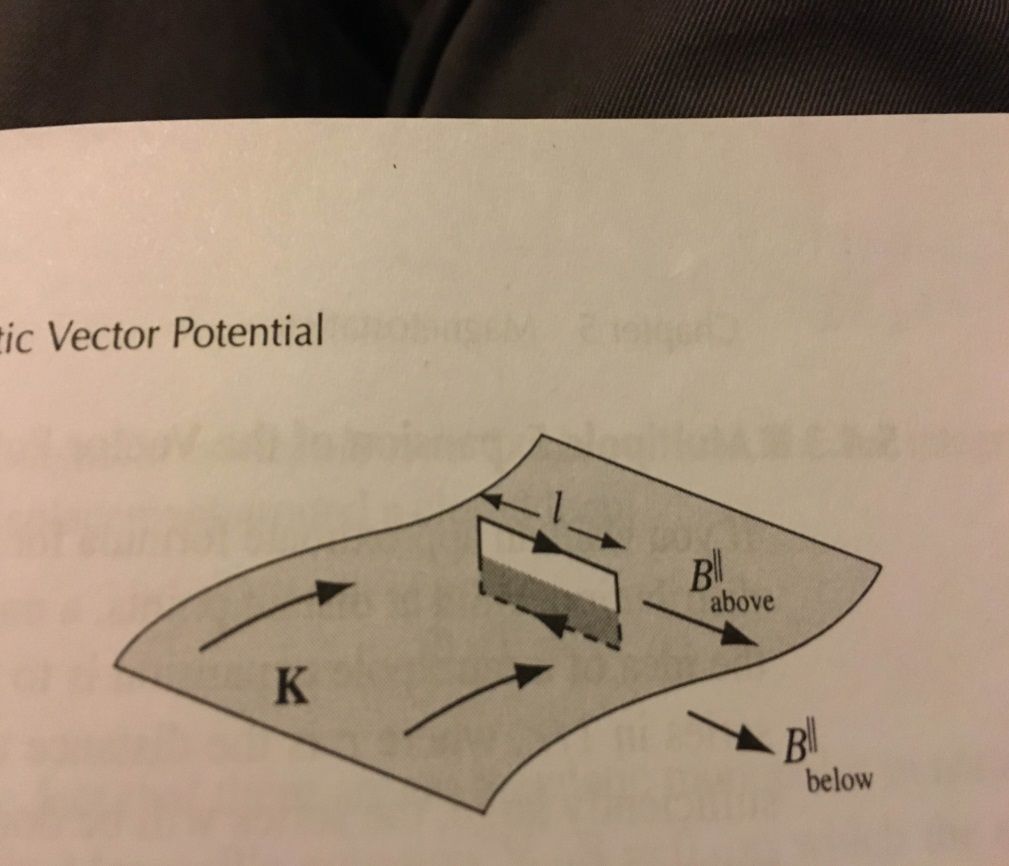 tic Vector Potential
l
B||
above
K
B||
below